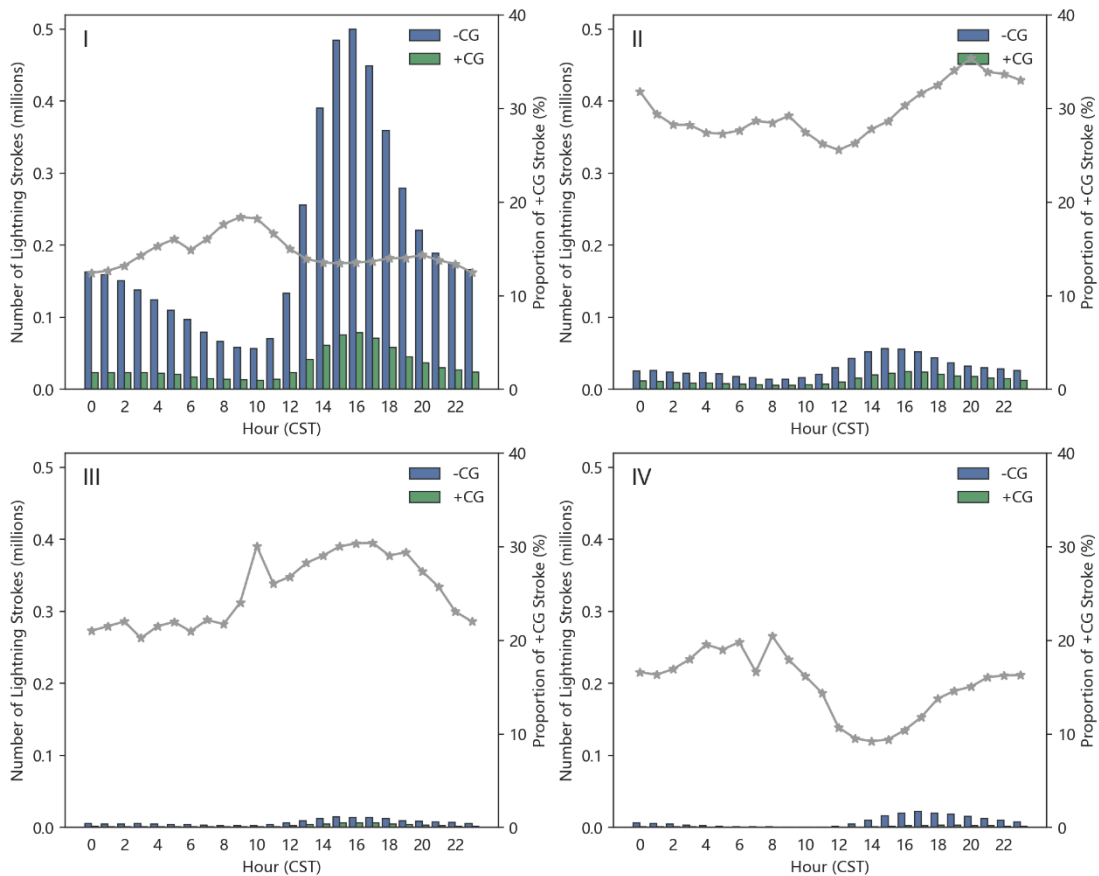 I
-CG
+CG
0.5
0.4
0.3
0.2
0.1
0.0
Number of Lightning Strokes (millions)
40
30
20
10
0
Proportion of +CG Stroke (%)
0 2 4 6 8 10 12 14 16 18 20 22
Hour (CST)
II
-CG
+CG
0.5
0.4
0.3
0.2
0.1
0.0
Number of Lightning Strokes (millions)
40
30
20
10
0
Proportion of +CG Stroke (%)
0 2 4 6 8 10 12 14 16 18 20 22
Hour (CST)
III
-CG
+CG
0.5
0.4
0.3
0.2
0.1
0.0
Number of Lightning Strokes (millions)
40
30
20
10
0
Proportion of +CG Stroke (%)
0 2 4 6 8 10 12 14 16 18 20 22
Hour (CST)
IV
-CG
+CG
0.5
0.4
0.3
0.2
0.1
0.0
Number of Lightning Strokes (millions)
40
30
20
10
0
Proportion of +CG Stroke (%)
0 2 4 6 8 10 12 14 16 18 20 22
Hour (CST)